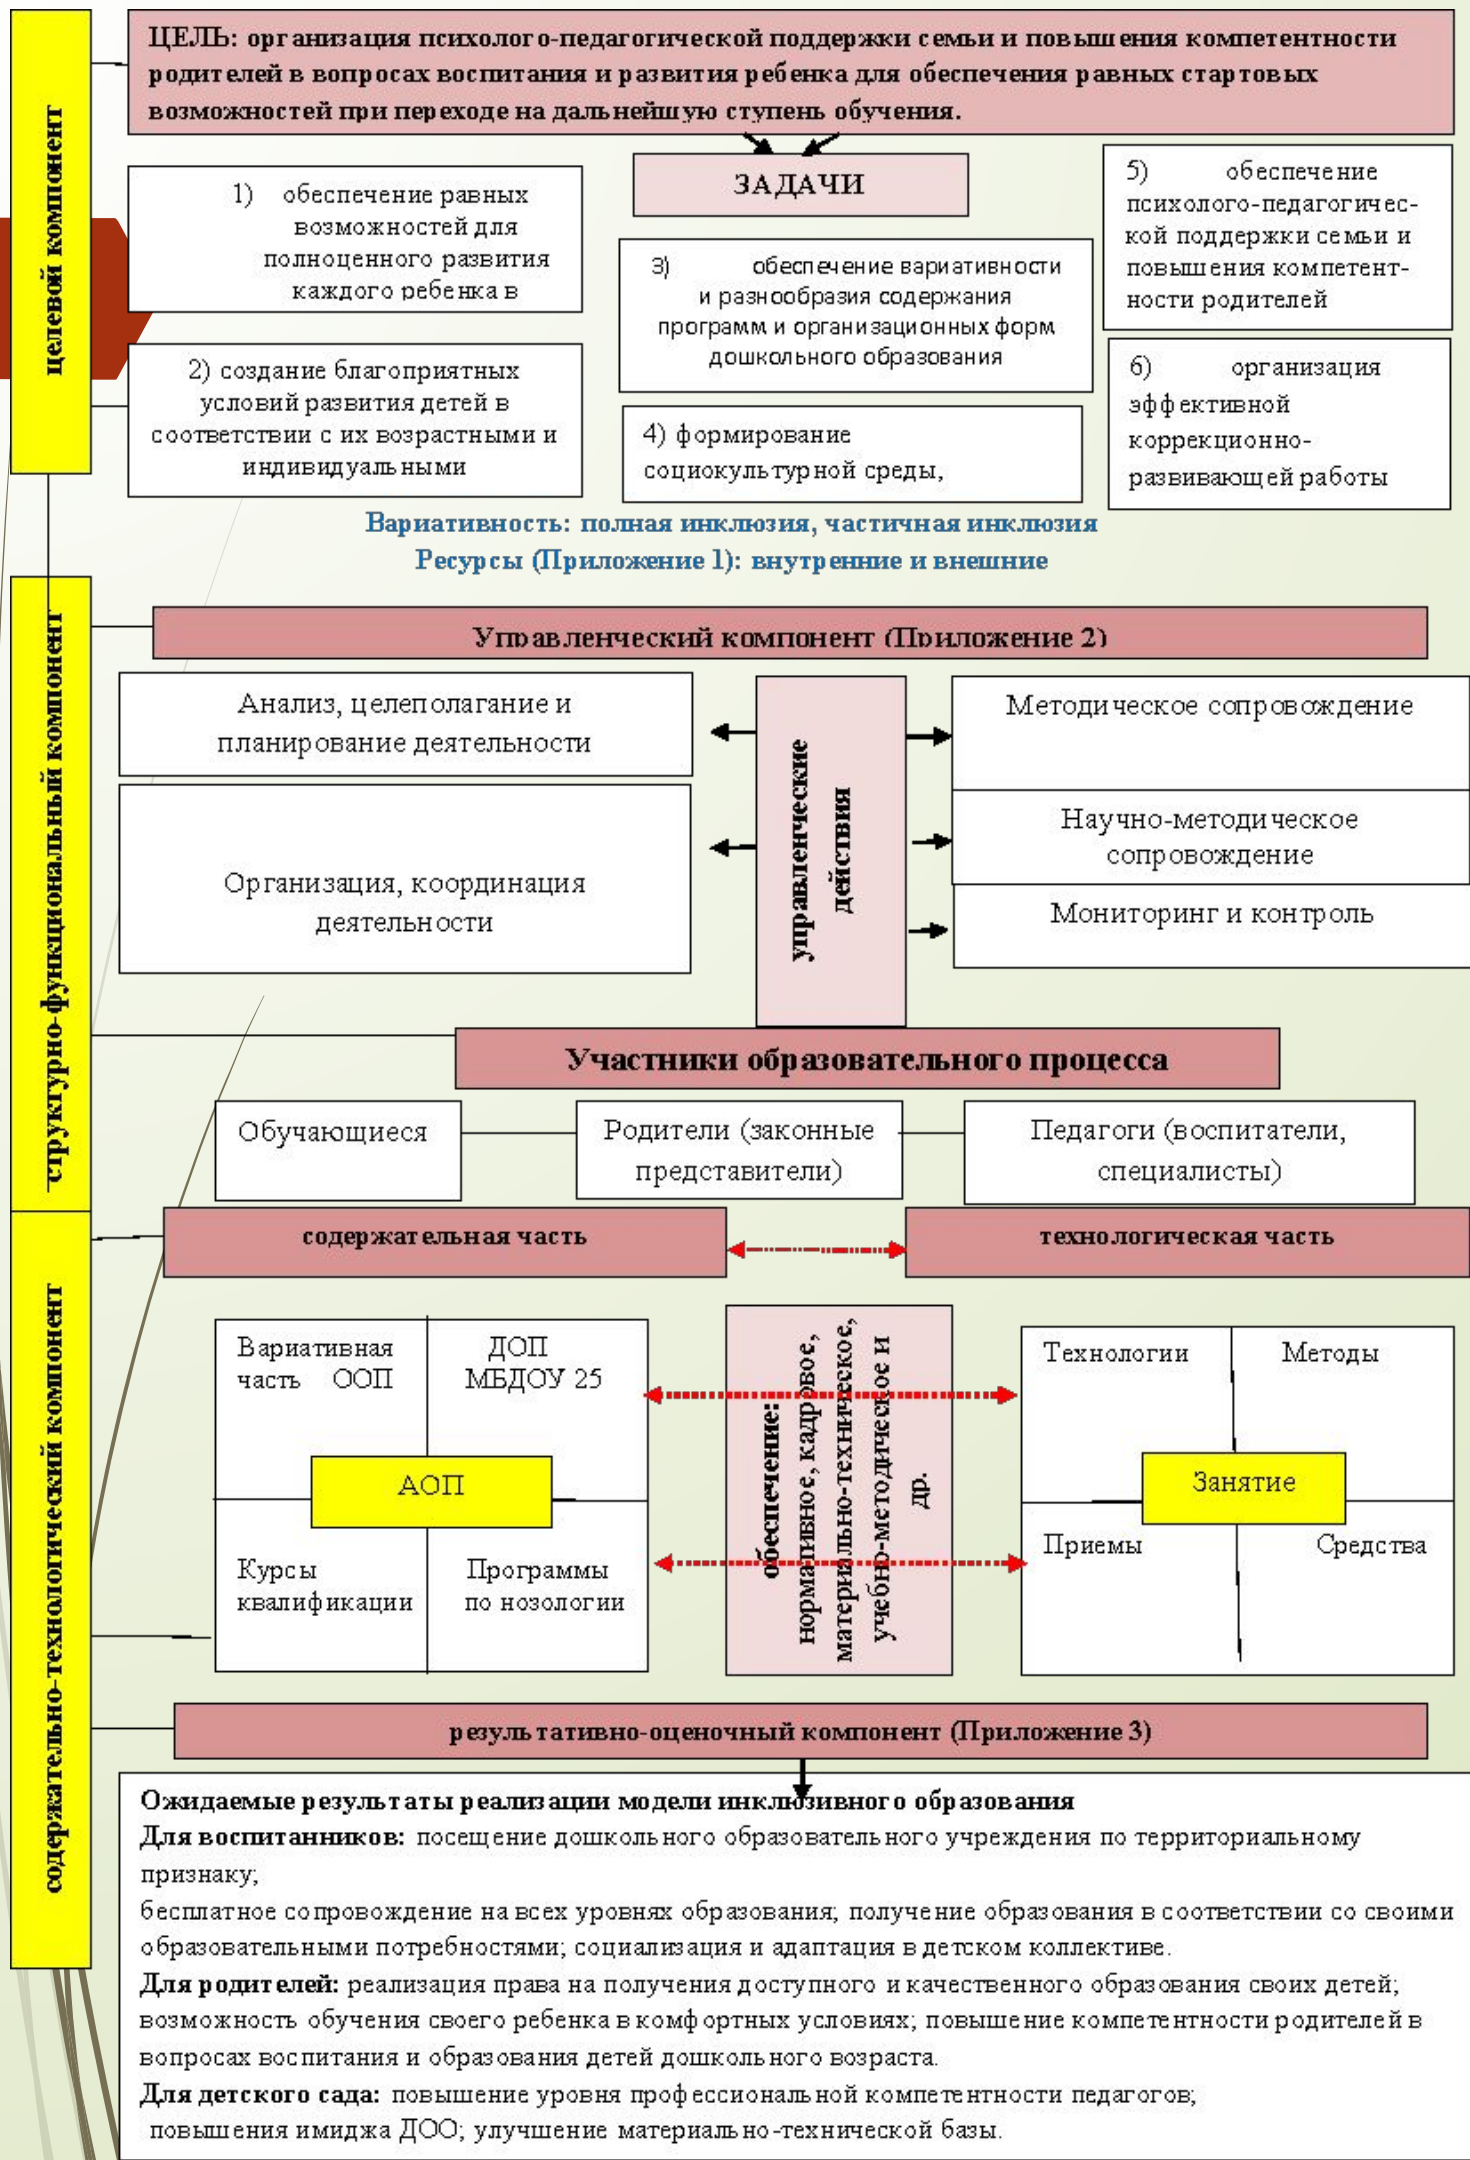 целевой компонент
ЦЕЛЬ: организация психолого-педагогической поддержки семьи и повышения компетентности
родителей в вопросах воспитания и развития ребенка для обеспечения равных стартовых
возможностей при переходе на дальнейшую ступень обучения.
ЗАДАЧИ
1) обеспечение равных
возможностей для
полноценного развития
каждого ребенка в
2) создание благоприятных
условий развития детей в
соответствии с их возрастными и
индивидуальными
3) обеспечение вариативности
и разнообразия содержания
программ и организационных форм
дошкольного образования
4) формирование
социокультурной среды,
5) обеспечение
психолого-педагогичес-
кой поддержки семьи и
повышения компетент-
ности родителей
6) организация
эффективной
коррекционно-
развивающей работы
Вариативность: полная инклюзия, частичная инклюзия
Ресурсы (Приложение 1): внутренние и внешние
структурно-функциональный компонент
Управленческий компонент (Приложение 2)
Анализ, целеполагание и
планирование деятельности
Организация, координация
деятельности
управленческие
действия
Методическое сопровождение
Научно-методическое
сопровождение
Мониторинг и контроль
Участники образовательного процесса
Обучающиеся
Родители (законные
представители)
Педагоги (воспитатели,
специалисты)
содержательно-технологический компонент
содержательная часть
технологическая часть
Вариативная
часть ООП
ДОП
МБДОУ 25
АОП
Курсы
квалификации
Программы
по нозологии
обеспечение:
нормативное, кадровое,
материально-техническое,
учебно-методическое и
др.
Технологии
Методы
Занятие
Приемы
Средства
результативно-оценочный компонент (Приложение 3)
Ожидаемые результаты реализации модели инклюзивного образования
Для воспитанников: посещение дошкольного образовательного учреждения по территориальному
признаку;
бесплатное сопровождение на всех уровнях образования; получение образования в соответствии со своими
образовательными потребностями; социализация и адаптация в детском коллективе.
Для родителей: реализация права на получения доступного и качественного образования своих детей;
возможность обучения своего ребенка в комфортных условиях; повышение компетентности родителей в
вопросах воспитания и образования детей дошкольного возраста.
Для детского сада: повышение уровня профессиональной компетентности педагогов;
повышения имиджа ДОО; улучшение материально-технической базы.